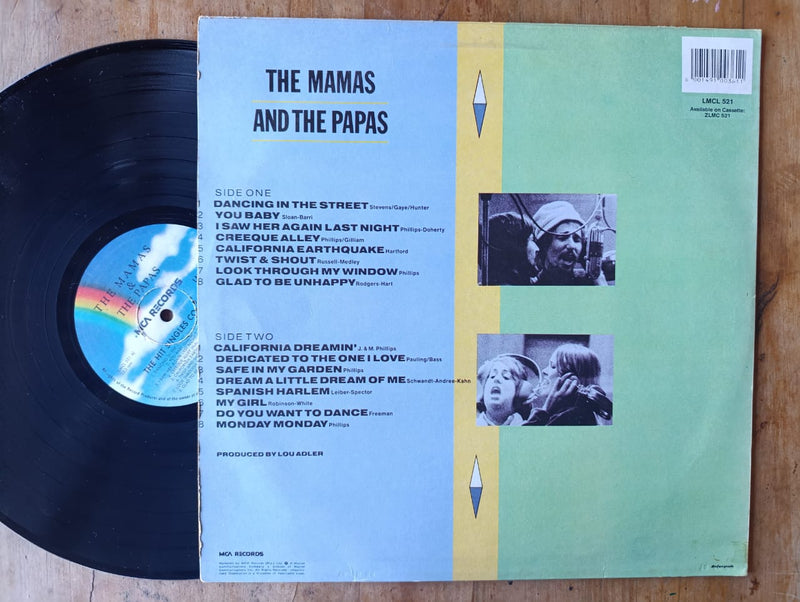 THE MAMAS
AND THE PAPAS
6 001491 003611
LMCL 521
Available on Cassette:
ZLMC 521
SIDE ONE
1 DANCING IN THE STREET Stevens/Gaye/Hunter
2 YOU BABY Sloan-Barri
3 I SAW HER AGAIN LAST NIGHT Phillips-Doherty
4 CREEQUE ALLEY Phillips/Gilliam
5 CALIFORNIA EARTHQUAKE Hartford
6 TWIST & SHOUT Russell-Medley
7 LOOK THROUGH MY WINDOW Phillips
8 GLAD TO BE UNHAPPY Rodgers-Hart
SIDE TWO
1 CALIFORNIA DREAMIN' J. & M. Phillips
2 DEDICATED TO THE ONE I LOVE Pauling/Bass
3 SAFE IN MY GARDEN Phillips
4 DREAM A LITTLE DREAM OF ME Schwandt-Andree-Kahn
5 SPANISH HARLEM Leiber-Spector
6 MY GIRL Robinson-White
7 DO YOU WANT TO DANCE Freeman
8 MONDAY MONDAY Phillips
PRODUCED BY LOU ADLER
MCA RECORDS
THE MAMAS
&
THE PAPAS
MCA RECORDS
THE HIT SINGLES